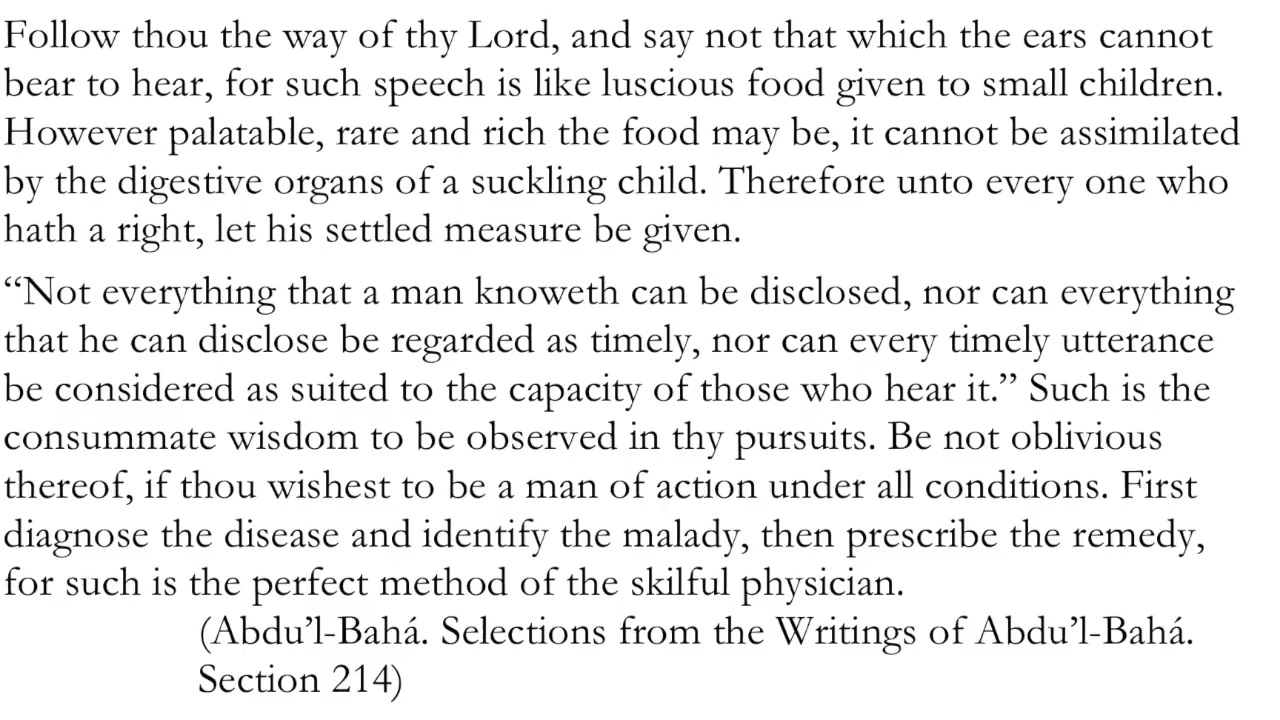 Follow thou the way of thy Lord, and say not that which the ears cannot
bear to hear, for such speech is like luscious food given to small children.
However palatable, rare and rich the food may be, it cannot be assimilated
by the digestive organs of a suckling child. Therefore unto every one who
hath a right, let his settled measure be given.
“Not everything that a man knoweth can be disclosed, nor can everything
that he can disclose be regarded as timely, nor can every timely utterance
be considered as suited to the capacity of those who hear it.” Such is the
consummate wisdom to be observed in thy pursuits. Be not oblivious
thereof, if thou wishest to be a man of action under all conditions. First
diagnose the disease and identify the malady, then prescribe the remedy,
for such is the perfect method of the skilful physician.
(Abdu’l-Bahá. Selections from the Writings of Abdu’l-Bahá.
Section 214)